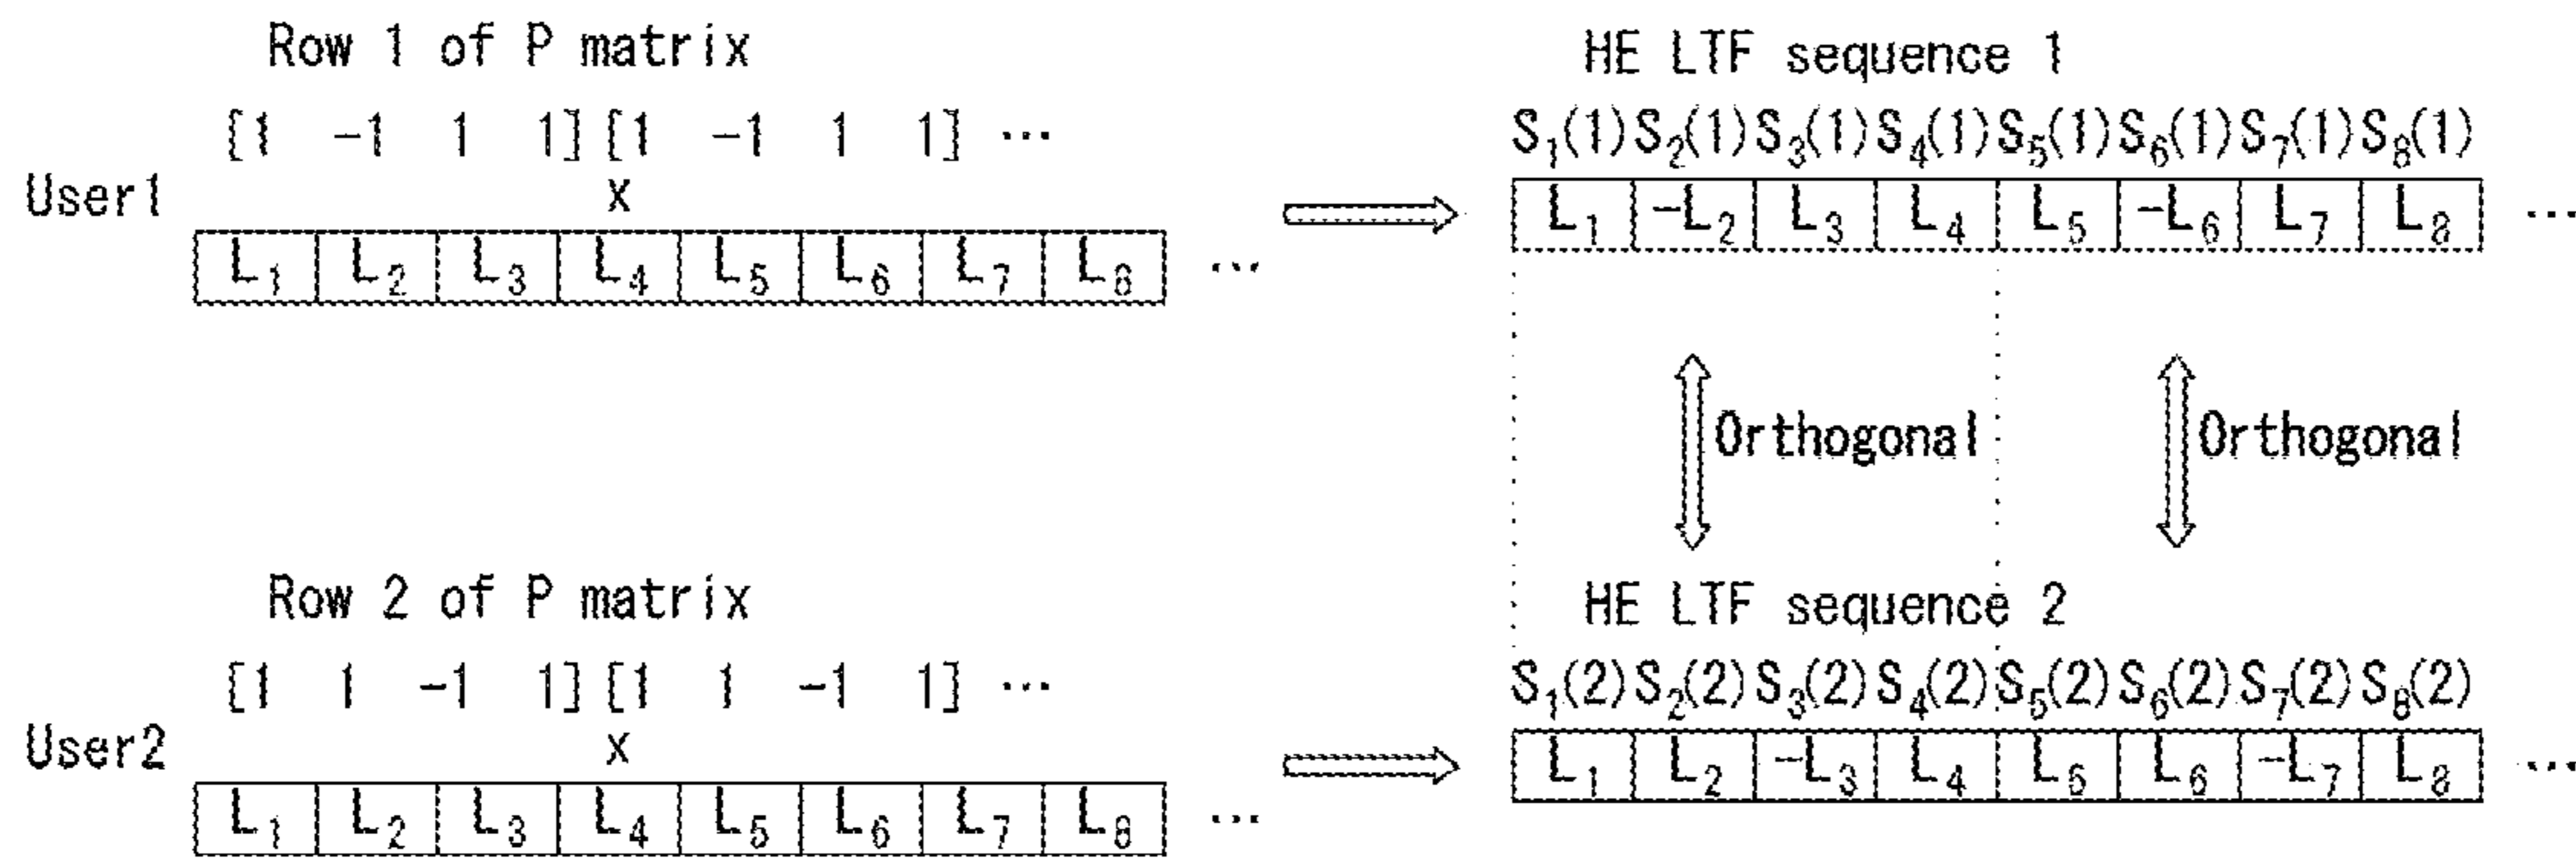 Row 1 of P matrix
HE LTF sequence 1
[1 -1 1 1] [1 -1 1 1] ...
S₁(1) S₂(1) S₃(1) S₄(1) S₅(1) S₆(1) S₇(1) S₈(1)
User1
x
L₁ -L₂ L₃ L₄ L₅ -L₆ L₇ L₈ ...
L₁ L₂ L₃ L₄ L₅ L₆ L₇ L₈ ...
Orthogonal
Orthogonal
Row 2 of P matrix
HE LTF sequence 2
[1 1 -1 1] [1 1 -1 1] ...
S₁(2) S₂(2) S₃(2) S₄(2) S₅(2) S₆(2) S₇(2) S₈(2)
User2
x
L₁ L₂ -L₃ L₄ L₅ L₆ -L₇ L₈ ...
L₁ L₂ L₃ L₄ L₅ L₆ L₇ L₈ ...